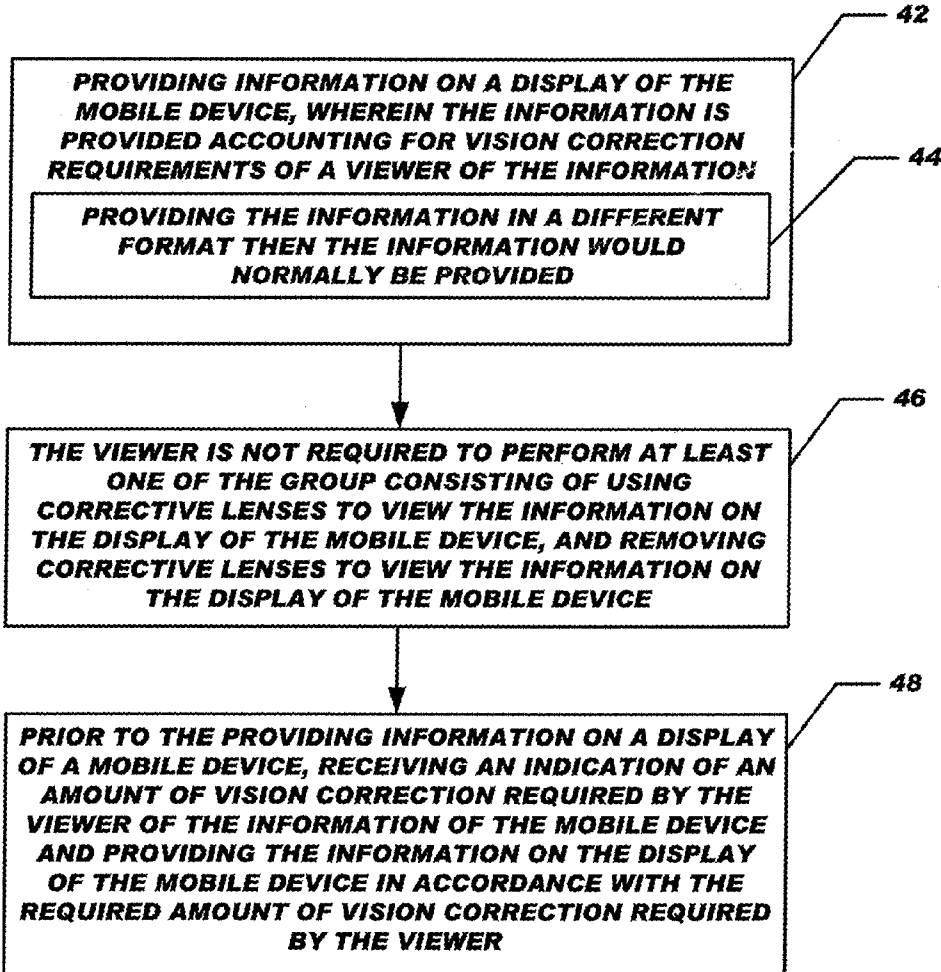 42
PROVIDING INFORMATION ON A DISPLAY OF THE
MOBILE DEVICE, WHEREIN THE INFORMATION IS
PROVIDED ACCOUNTING FOR VISION CORRECTION
REQUIREMENTS OF A VIEWER OF THE INFORMATION
44
PROVIDING THE INFORMATION IN A DIFFERENT
FORMAT THEN THE INFORMATION WOULD
NORMALLY BE PROVIDED
46
THE VIEWER IS NOT REQUIRED TO PERFORM AT LEAST
ONE OF THE GROUP CONSISTING OF USING
CORRECTIVE LENSES TO VIEW THE INFORMATION ON
THE DISPLAY OF THE MOBILE DEVICE, AND REMOVING
CORRECTIVE LENSES TO VIEW THE INFORMATION ON
THE DISPLAY OF THE MOBILE DEVICE
48
PRIOR TO THE PROVIDING INFORMATION ON A DISPLAY
OF A MOBILE DEVICE, RECEIVING AN INDICATION OF AN
AMOUNT OF VISION CORRECTION REQUIRED BY THE
VIEWER OF THE INFORMATION OF THE MOBILE DEVICE
AND PROVIDING THE INFORMATION ON THE DISPLAY
OF THE MOBILE DEVICE IN ACCORDANCE WITH THE
REQUIRED AMOUNT OF VISION CORRECTION REQUIRED
BY THE VIEWER